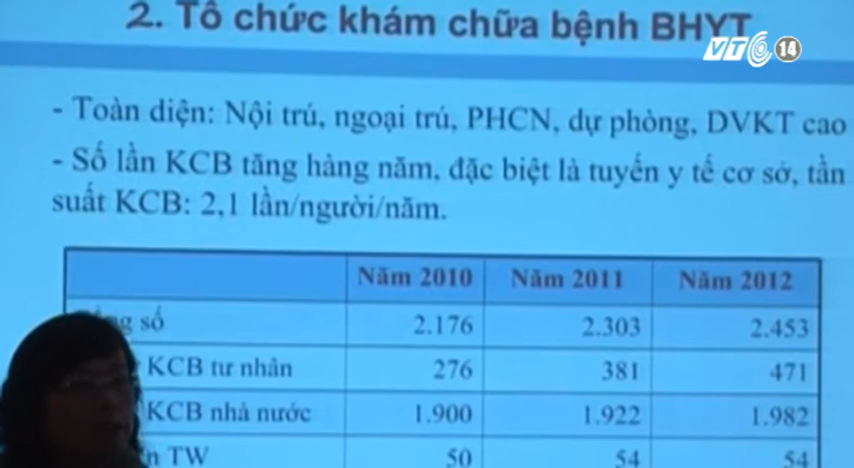 2. Tổ chức khám chữa bệnh BHYT
VTC 14
- Toàn diện: Nội trú, ngoại trú, PHCN, dự phòng, DVKT cao
- Số lần KCB tăng hàng năm, đặc biệt là tuyến y tế cơ sở, tần
suất KCB: 2,1 lần/người/năm.
Năm 2010 Năm 2011 Năm 2012
số 2.176 2.303 2.453
KCB tư nhân 276 381 471
KCB nhà nước 1.900 1.922 1.982
TW 50 54 54